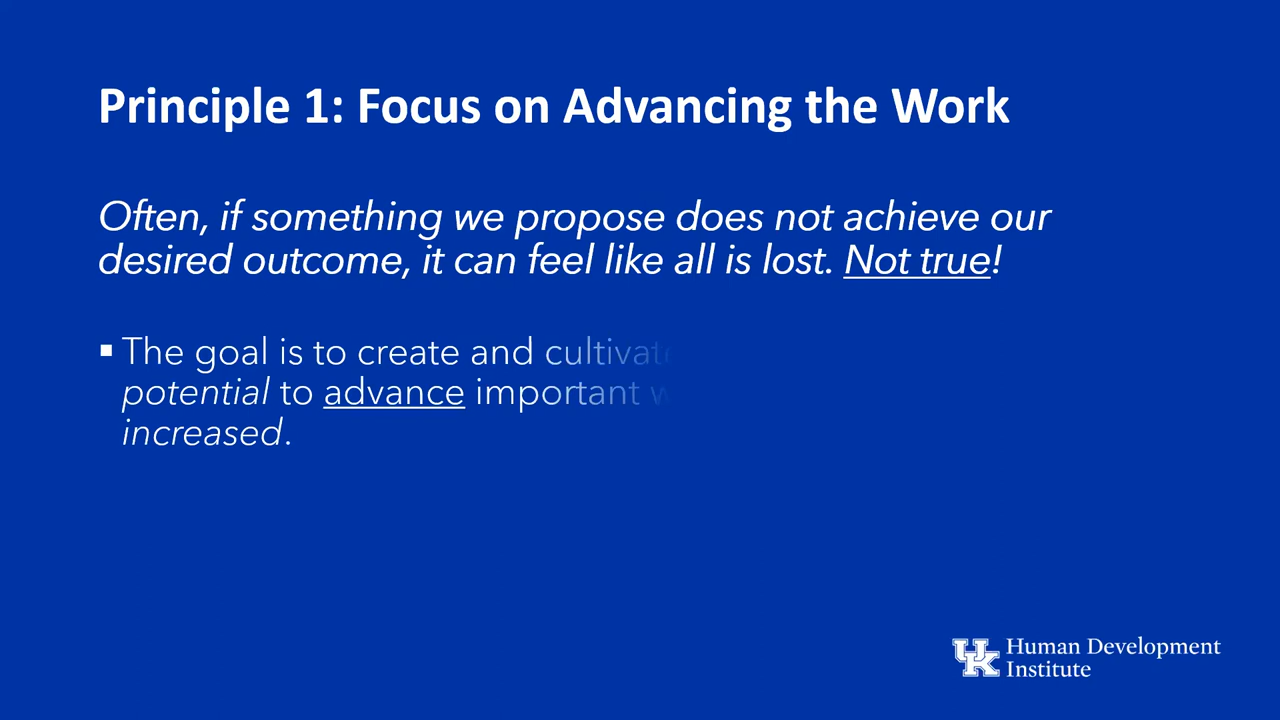 Principle 1: Focus on Advancing the Work
Often, if something we propose does not achieve our
desired outcome, it can feel like all is lost. Not true!
▪ The goal is to create and cultivate
potential to advance important
increased.
UK Human Development
Institute